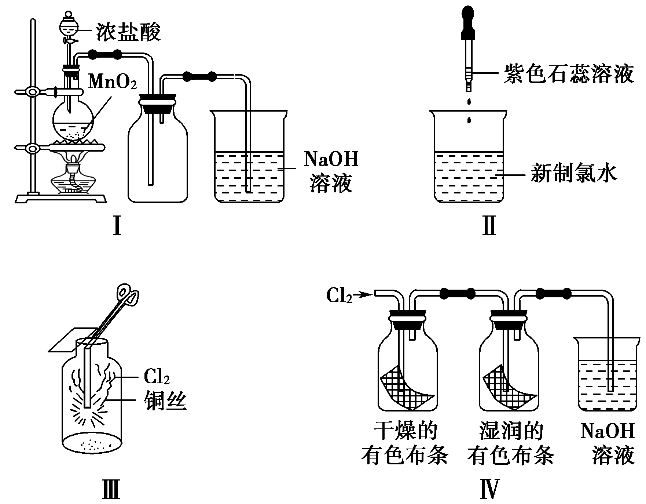 浓盐酸
MnO₂
NaOH
溶液
Ⅰ
紫色石蕊溶液
新制氯水
Ⅱ
Cl₂
铜丝
Ⅲ
Cl₂
干燥的
有色布条
湿润的
有色布条
NaOH
溶液
Ⅳ